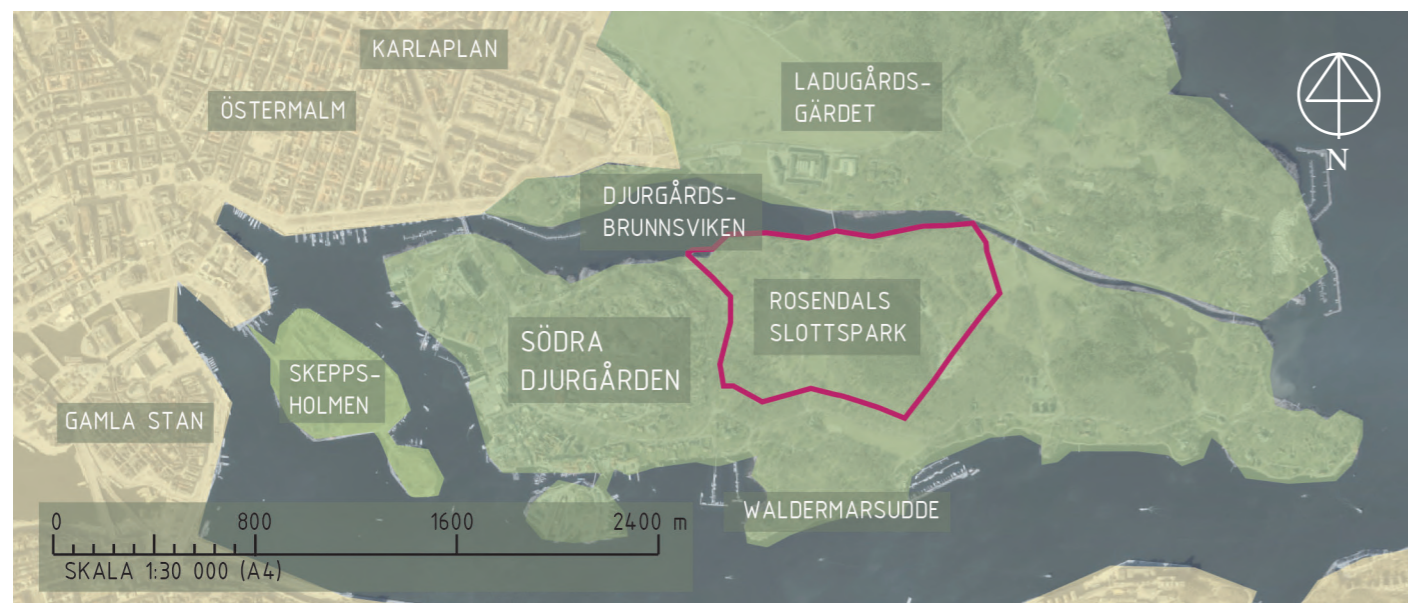 KARLAPLAN
ÖSTERMALM
LADUGÅRDS-
GÄRDET
N
DJURGÅRDS-
BRUNNSVIKEN
ROSENDALS
SLOTTSPARK
SÖDRA
DJURGÅRDEN
SKEPPS-
HOLMEN
GAMLA STAN
WALDERMARSUDDE
0 800 1600 2400 m
SKALA 1:30 000 (A4)